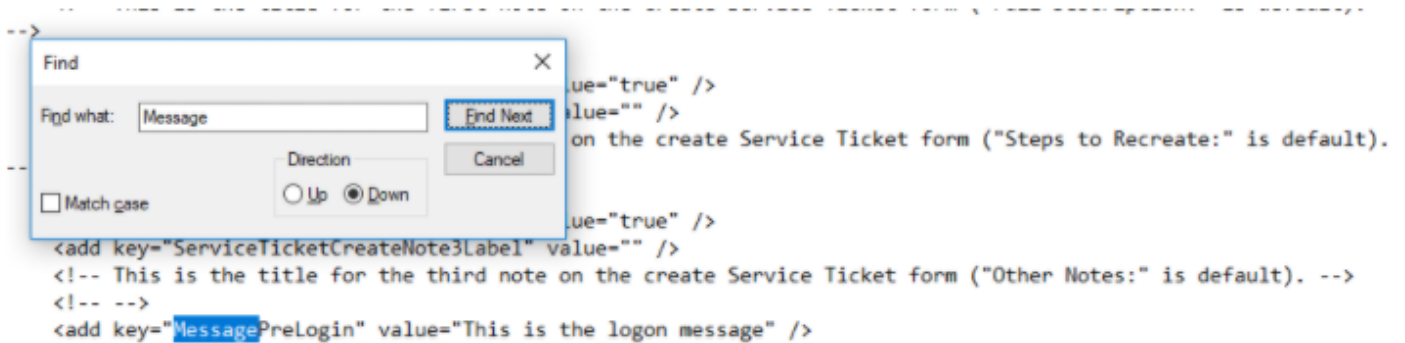 -->
Find
Find what: Message Find Next
Direction Cancel
Match case Up Down
lue="true" />
lue="" />
on the create Service Ticket form ("Steps to Recreate:" is default).
--
ue="true" />
<add key="ServiceTicketCreateNote3Label" value="" />
<!-- This is the title for the third note on the create Service Ticket form ("Other Notes:" is default). -->
<!-- -->
<add key="MessagePreLogin" value="This is the logon message" />